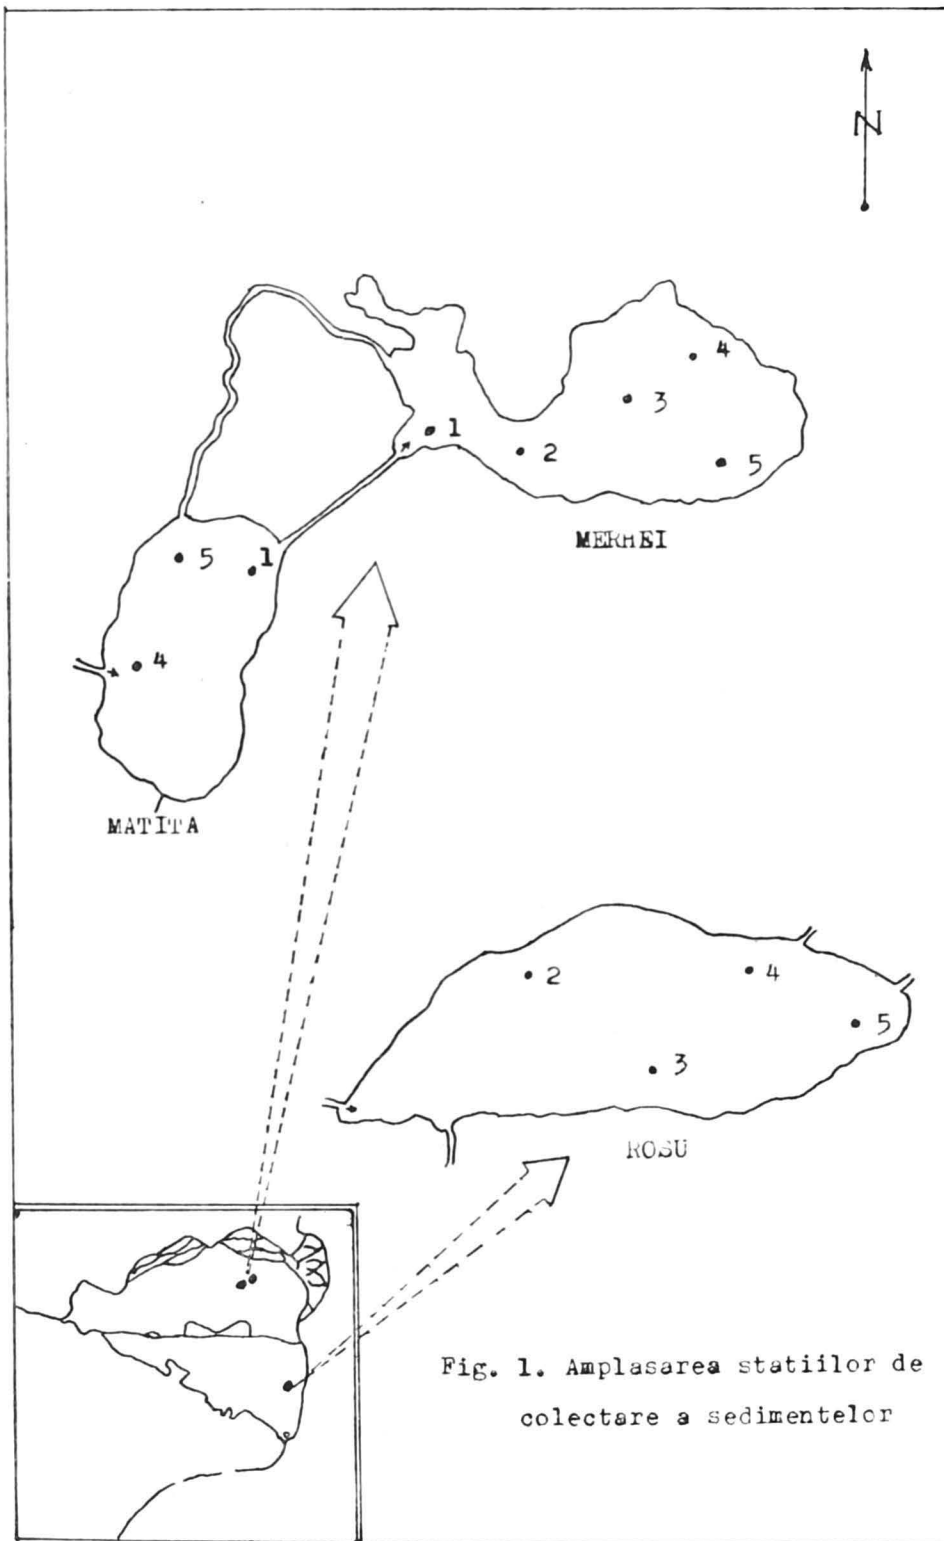 N
4
3
1
2
5
MERHEI
5
1
4
MATITA
2
4
5
3
ROSU
Fig. 1. Amplasarea statiilor de
colectare a sedimentelor